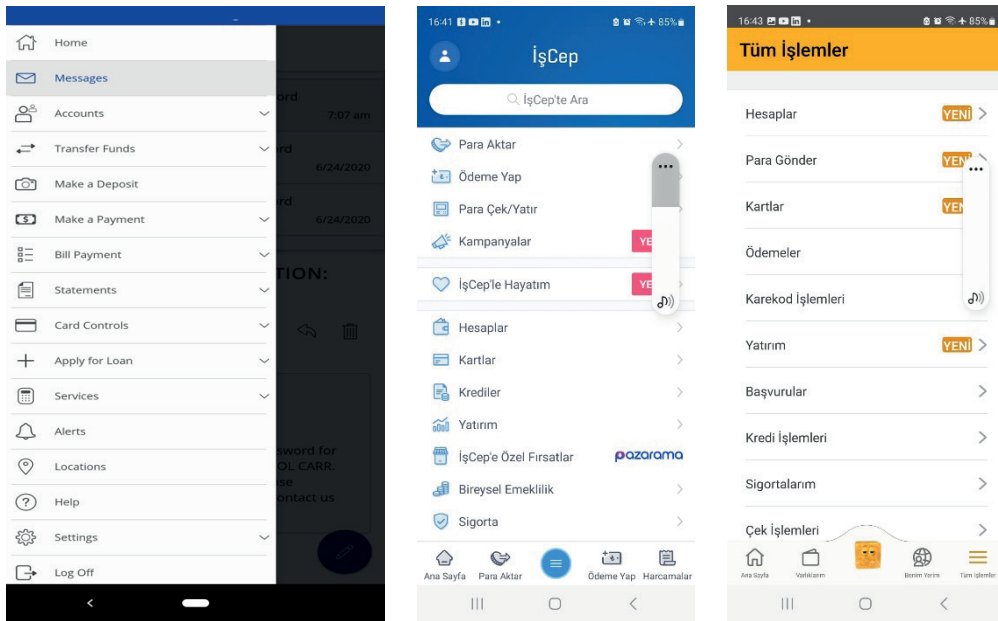 Home
Messages
Accounts
Transfer Funds
Make a Deposit
Make a Payment
Bill Payment
Statements
Card Controls
Apply for Loan
Services
Alerts
Locations
Help
Settings
Log Off
ord
7:07 am
rd
6/24/2020
rd
6/24/2020
TION:
sword for
OL CARR.
se
ontact us
16:41
85%
İşCep
İşCep'te Ara
Para Aktar
Ödeme Yap
Para Çek/Yatır
Kampanyalar YE
İşCep'le Hayatım YE
Hesaplar
Kartlar
Krediler
Yatırım
İşCep'e Özel Fırsatlar pazarama
Bireysel Emeklilik
Sigorta
Ana Sayfa Para Aktar Ödeme Yap Harcamalar
16:43
85%
Tüm İşlemler
Hesaplar YENİ
Para Gönder YENİ
Kartlar YEN
Ödemeler
Karekod İşlemleri
Yatırım YENİ
Başvurular
Kredi İşlemleri
Sigortalarım
Çek İşlemleri
Ana Sayfa Varlıklarım Benim Yerim Tüm İşlemler